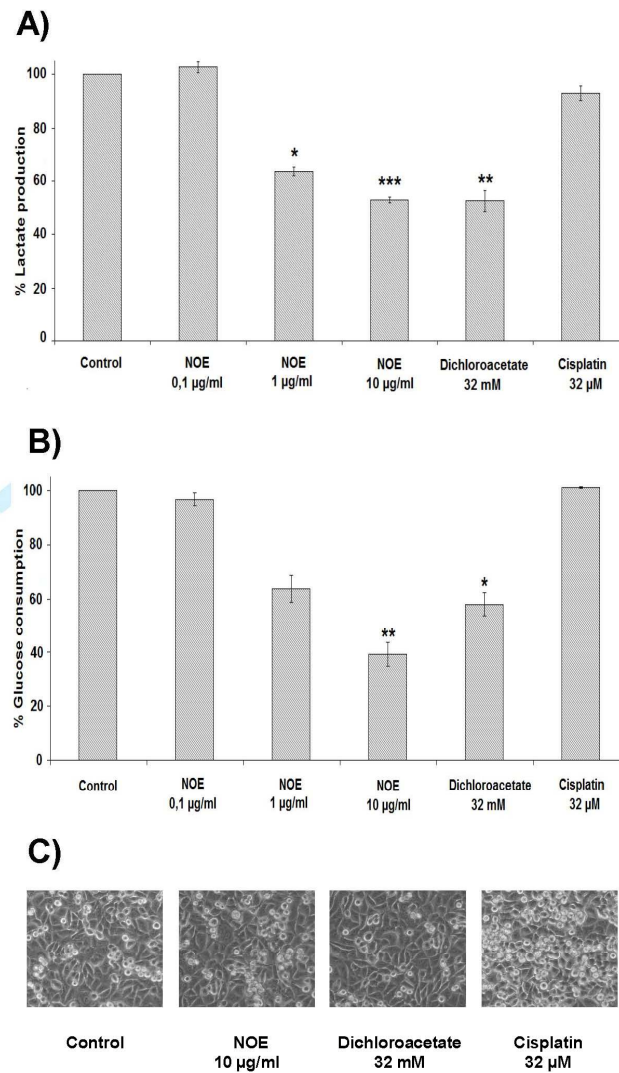 A)
% Lactate production
100
80
60
40
20
0
*
***
**
Control NOE NOE NOE Dichloroacetate Cisplatin
0,1 µg/ml 1 µg/ml 10 µg/ml 32 mM 32 µM
B)
% Glucose consumption
100
80
60
40
20
0
**
*
Control NOE NOE NOE Dichloroacetate Cisplatin
0,1 µg/ml 1 µg/ml 10 µg/ml 32 mM 32 µM
C)
Control NOE Dichloroacetate Cisplatin
10 µg/ml 32 mM 32 µM